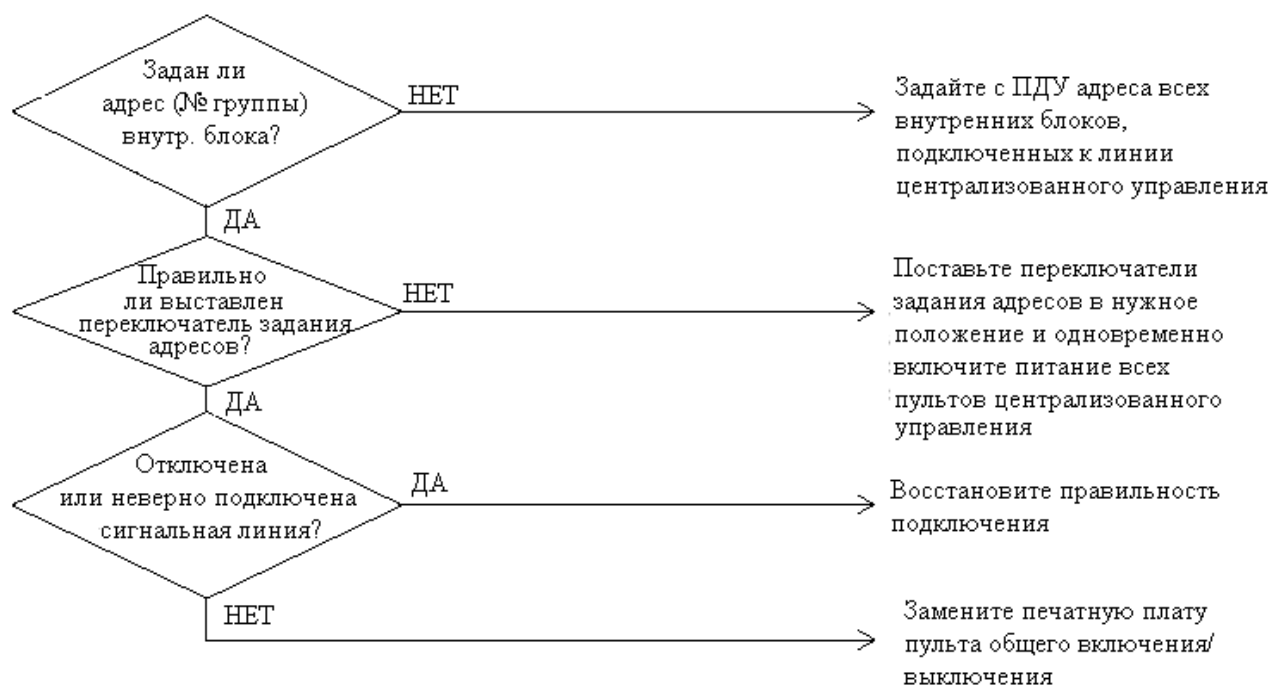 Задан ли
адрес (№ группы)
внутр. блока?
НЕТ
Задайте с ПДУ адреса всех
внутренних блоков,
подключенных к линии
централизованного управления
ДА
Правильно
ли выставлен
переключатель задания
адресов?
НЕТ
Поставьте переключатели
задания адресов в нужное
положение и одновременно
включите питание всех
пультов централизованного
управления
ДА
Отключена
или неверно подключена
сигнальная линия?
ДА
Восстановите правильность
подключения
НЕТ
Замените печатную плату
пульта общего включения/
выключения